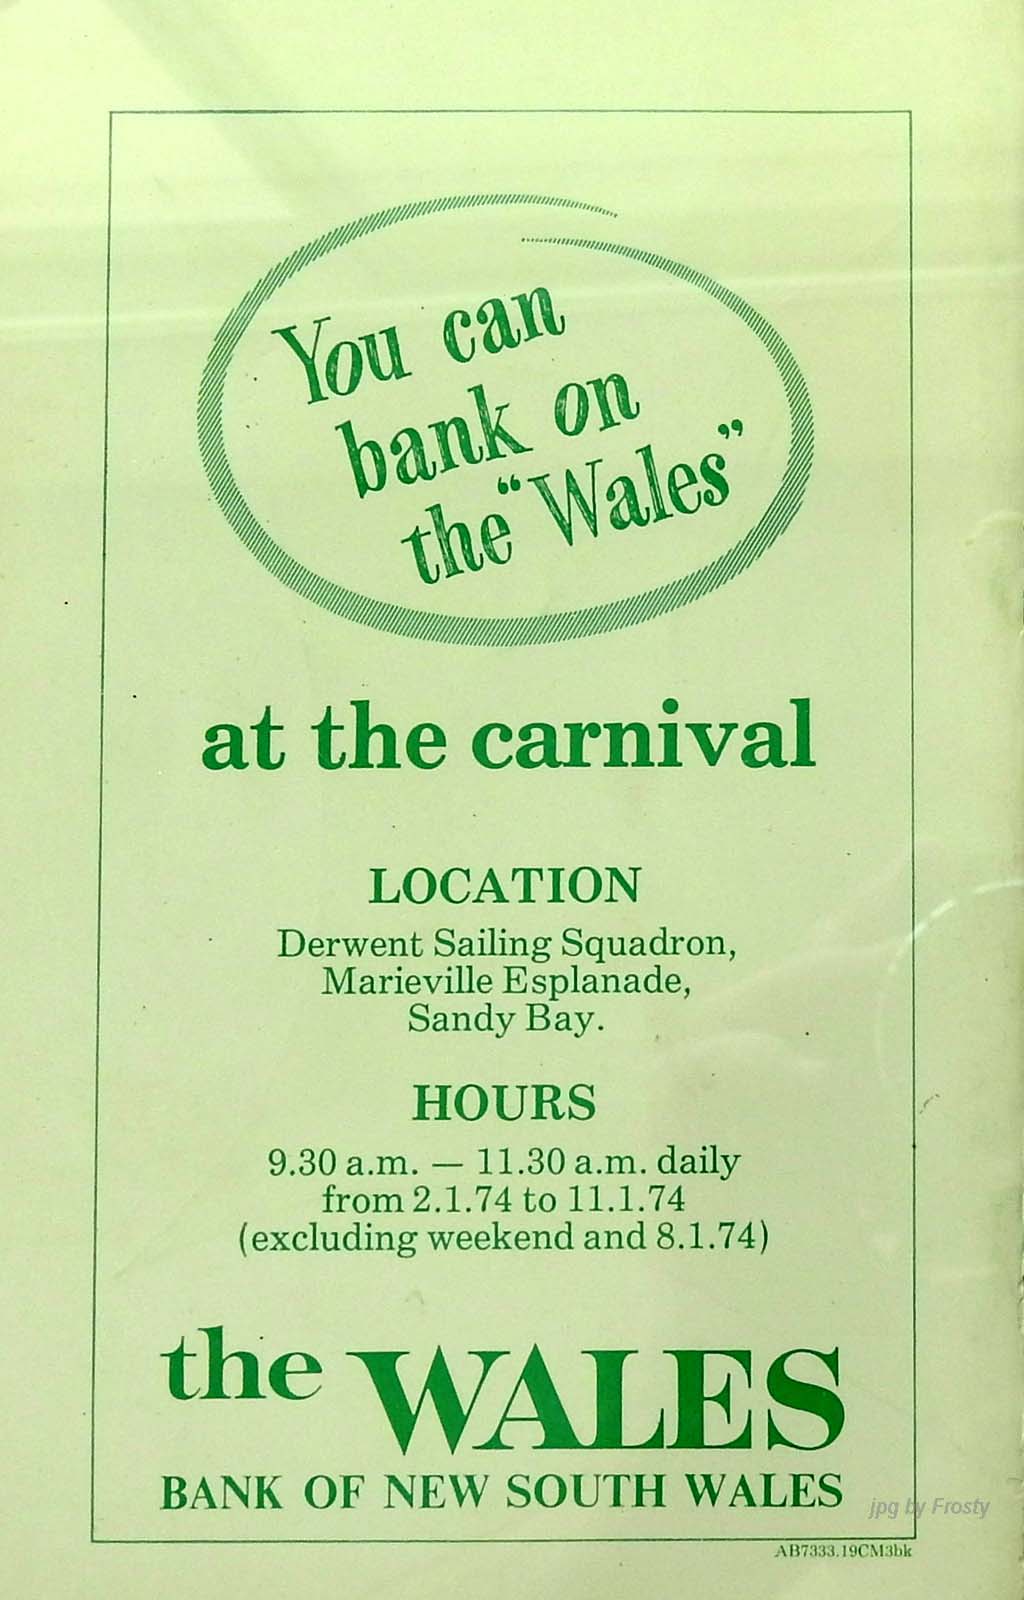 You can
bank on
the "Wales"
at the carnival
LOCATION
Derwent Sailing Squadron,
Marieville Esplanade,
Sandy Bay.
HOURS
9.30 a.m. — 11.30 a.m. daily
from 2.1.74 to 11.1.74
(excluding weekend and 8.1.74)
the WALES
BANK OF NEW SOUTH WALES
jpg by Frosty
AB7333.19CM3bk